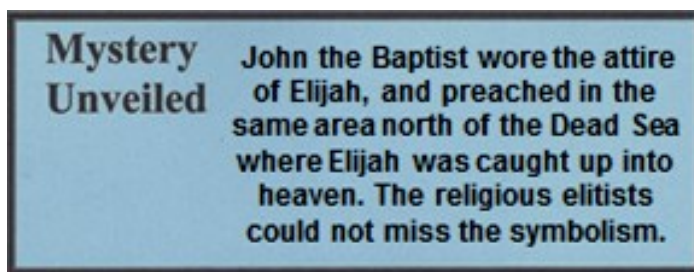 Mystery
Unveiled
John the Baptist wore the attire
of Elijah, and preached in the
same area north of the Dead Sea
where Elijah was caught up into
heaven. The religious elitists
could not miss the symbolism.